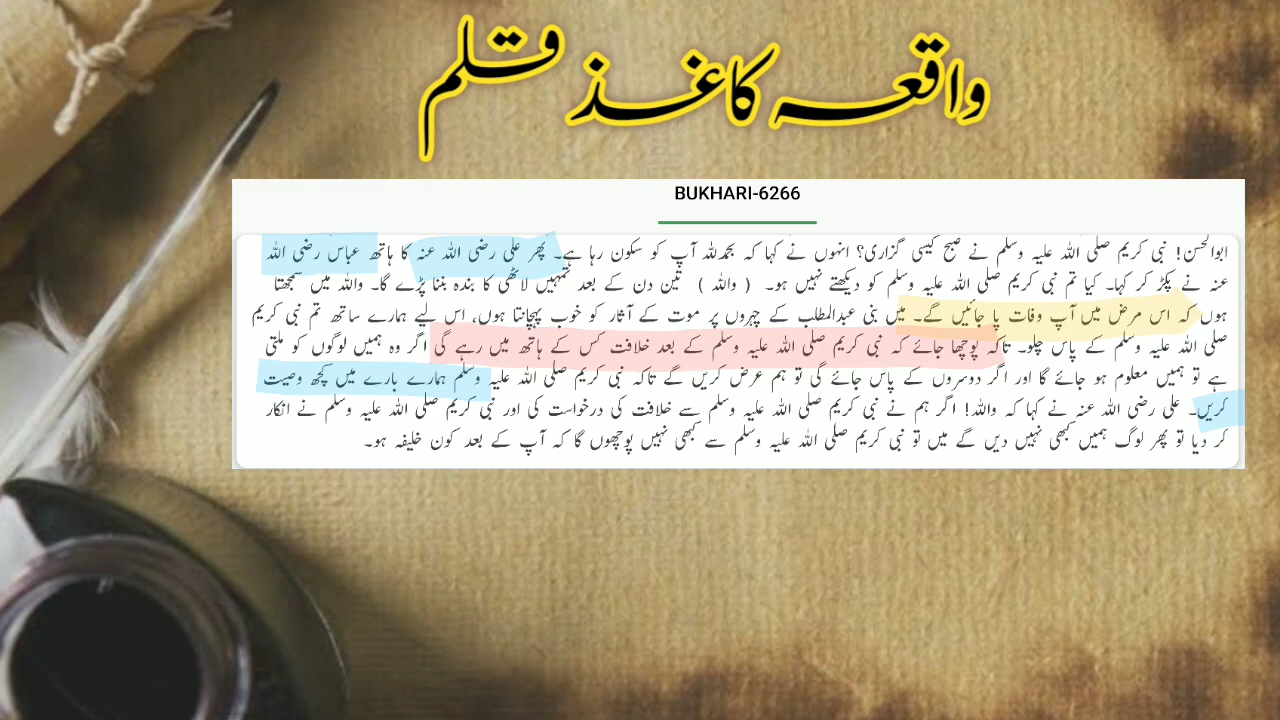 واقعہ کاغذ قلم
BUKHARI-6266
ابوالحسن! نبی کریم صلی اللہ علیہ وسلم نے صبح کیسی گزاری؟ انہوں نے کہا کہ بحمدللہ آپ کو سکون رہا ہے۔ پھر علی رضی اللہ عنہ کا ہاتھ عباس رضی اللہ
عنہ نے پکڑ کر کہا۔ کیا تم نبی کریم صلی اللہ علیہ وسلم کو دیکھتے نہیں ہو۔ ( واللہ ) تین دن کے بعد تمہیں لاٹھی کا بندہ بننا پڑے گا۔ واللہ میں سمجھتا
ہوں کہ اس مرض میں آپ وفات پا جائیں گے۔ میں بنی عبدالمطلب کے چہروں پر موت کے آثار کو خوب پہچانتا ہوں، اس لیے ہمارے ساتھ تم نبی کریم
صلی اللہ علیہ وسلم کے پاس چلو۔ تاکہ پوچھا جائے کہ نبی کریم صلی اللہ علیہ وسلم کے بعد خلافت کس کے ہاتھ میں رہے گی اگر وہ ہمیں لوگوں کو ملتی
ہے تو ہمیں معلوم ہو جائے گا اور اگر دوسروں کے پاس جائے گی تو ہم عرض کریں گے تاکہ نبی کریم صلی اللہ علیہ وسلم ہمارے بارے میں کچھ وصیت
کریں۔ علی رضی اللہ عنہ نے کہا کہ واللہ! اگر ہم نے نبی کریم صلی اللہ علیہ وسلم سے خلافت کی درخواست کی اور نبی کریم صلی اللہ علیہ وسلم نے انکار
کر دیا تو پھر لوگ ہمیں کبھی نہیں دیں گے میں تو نبی کریم صلی اللہ علیہ وسلم سے کبھی نہیں پوچھوں گا کہ آپ کے بعد کون خلیفہ ہو۔